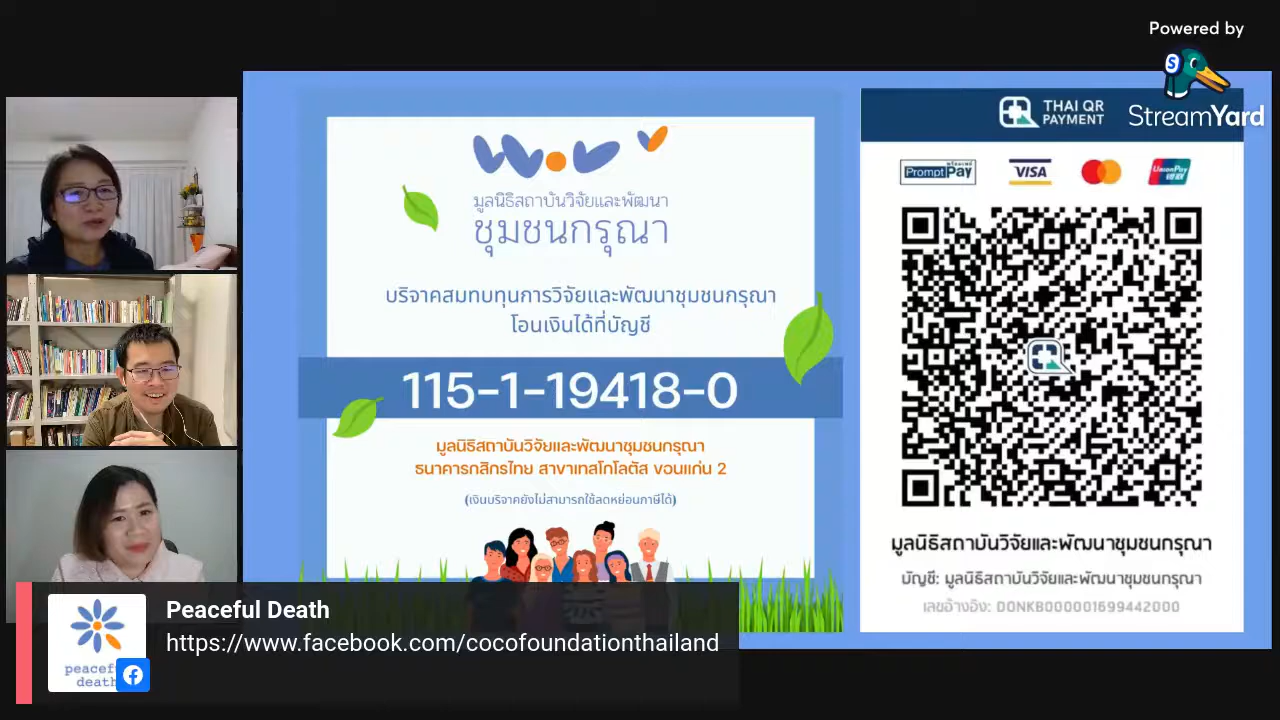 Powered by
StreamYard
มูลนิธิสถาบันวิจัยและพัฒนา
ชุมชนกรุณา
บริจาคสมทบทุนการวิจัยและพัฒนาชุมชนกรุณา
โอนเงินได้ที่บัญชี
115-1-19418-0
มูลนิธิสถาบันวิจัยและพัฒนาชุมชนกรุณา
ธนาคารกสิกรไทย สาขาเทสโก้โลตัส ขอนแก่น 2
(เงินบริจาคยังไม่สามารถใช้ลดหย่อนภาษีได้)
THAI QR
PAYMENT
พร้อมเพย์
PromptPay
VISA
UnionPay
银联
มูลนิธิสถาบันวิจัยและพัฒนาชุมชนกรุณา
บัญชี: มูลนิธิสถาบันวิจัยและพัฒนาชุมชนกรุณา
เลขอ้างอิง: DONKB000001699442000
Peaceful Death
https://www.facebook.com/cocofoundationthailand
peaceful
death